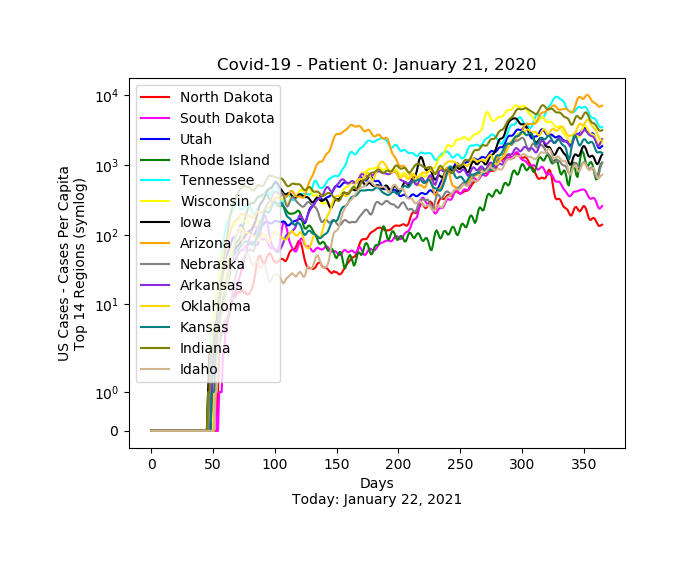 Covid-19 - Patient 0: January 21, 2020
US Cases - Cases Per Capita
Top 14 Regions (symlog)
10^4
10^3
10^2
10^1
10^0
0
North Dakota
South Dakota
Utah
Rhode Island
Tennessee
Wisconsin
Iowa
Arizona
Nebraska
Arkansas
Oklahoma
Kansas
Indiana
Idaho
0 50 100 150 200 250 300 350
Days
Today: January 22, 2021